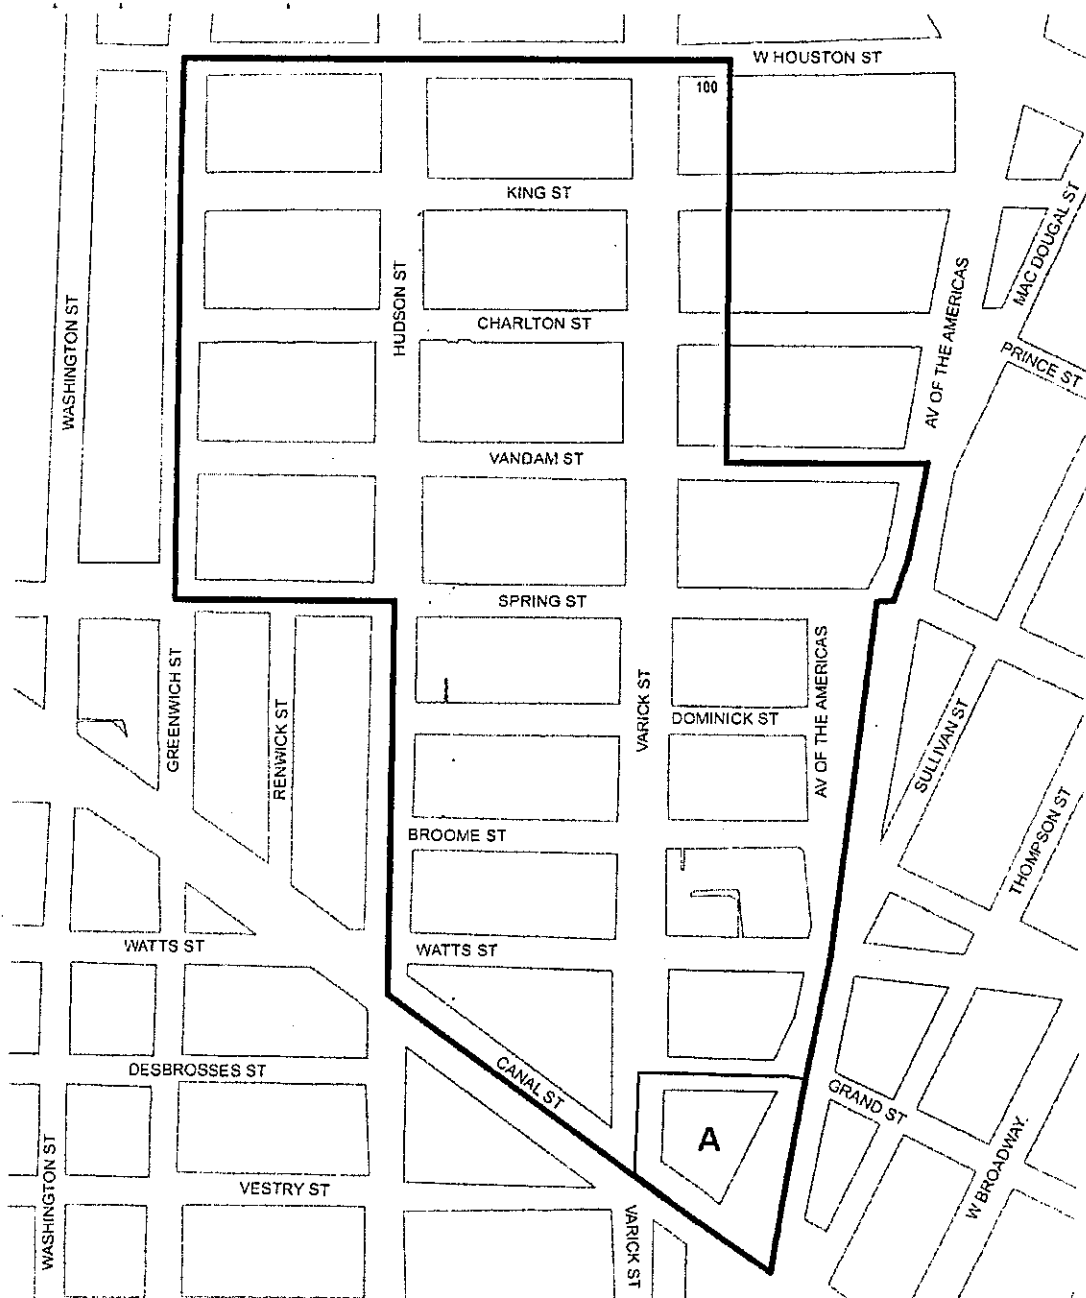 W HOUSTON ST
100
KING ST
MAC DOUGAL ST
HUDSON ST
CHARLTON ST
WASHINGTON ST
AV OF THE AMERICAS
PRINCE ST
VANDAM ST
SPRING ST
GREENWICH ST
RENWICK ST
VARICK ST
DOMINICK ST
AV OF THE AMERICAS
SULLIVAN ST
BROOME ST
THOMPSON ST
WATTS ST
WATTS ST
CANAL ST
DESBROSSES ST
GRAND ST
A
WASHINGTON ST
VESTRY ST
W BROADWAY
VARICK ST